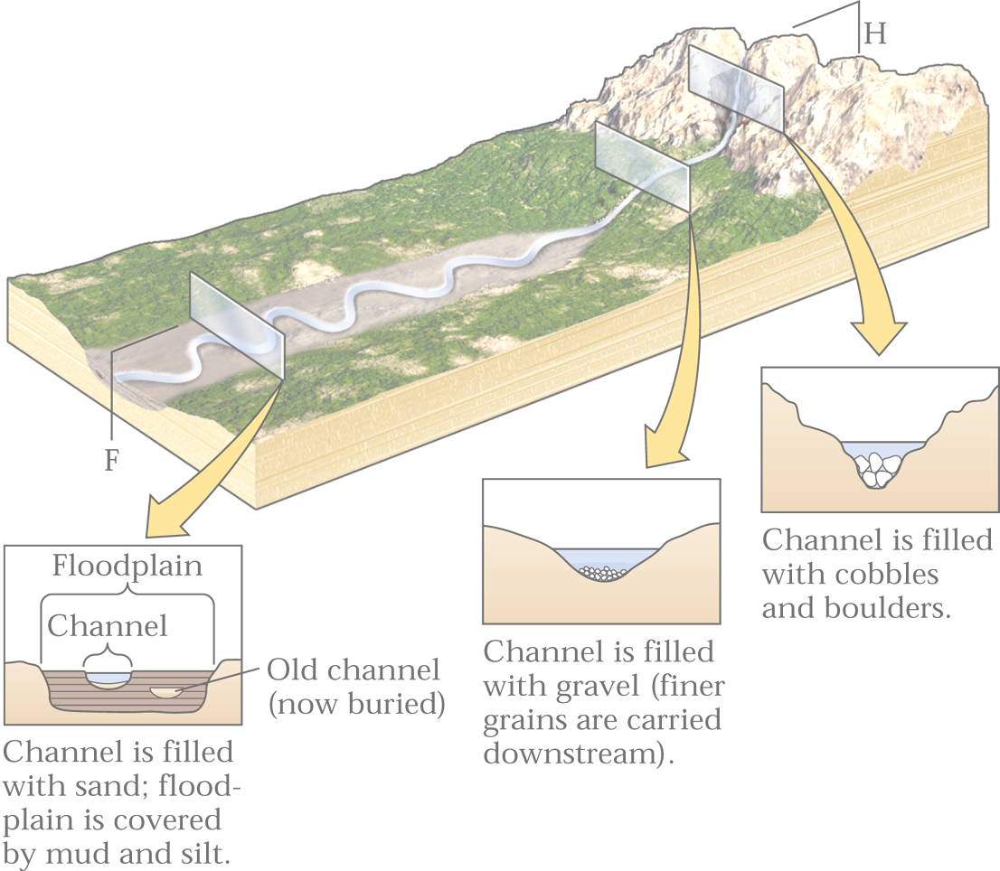 H
F
Floodplain
Channel
Old channel
(now buried)
Channel is filled
with sand; flood-
plain is covered
by mud and silt.
Channel is filled
with gravel (finer
grains are carried
downstream).
Channel is filled
with cobbles
and boulders.